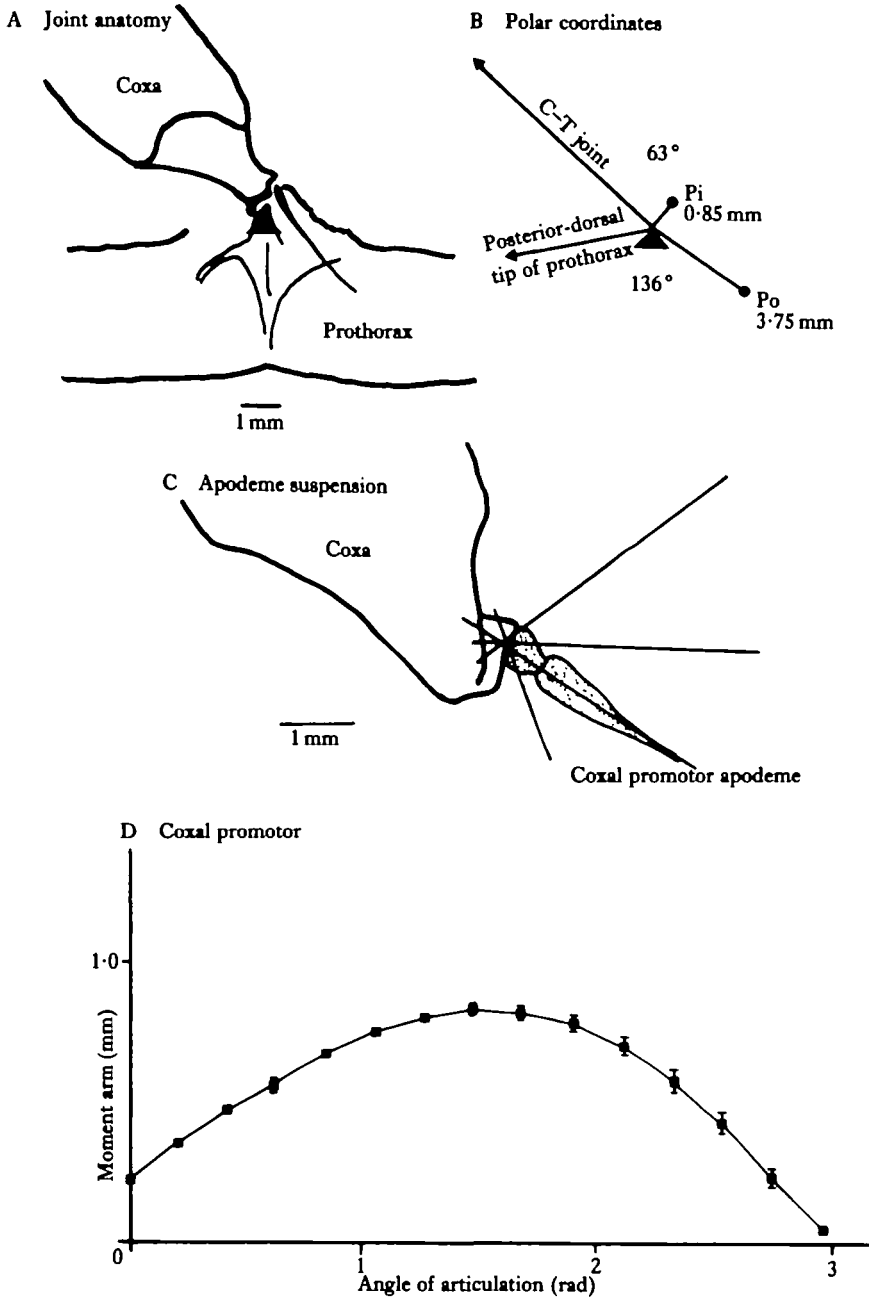 A Joint anatomy
Coxa
Prothorax
1 mm
B Polar coordinates
C–T joint
63°
Pi
0·85 mm
Posterior-dorsal
tip of prothorax
136°
Po
3·75 mm
C Apodeme suspension
Coxa
1 mm
Coxal promotor apodeme
D Coxal promotor
1·0
Moment arm (mm)
0
1
2
3
Angle of articulation (rad)